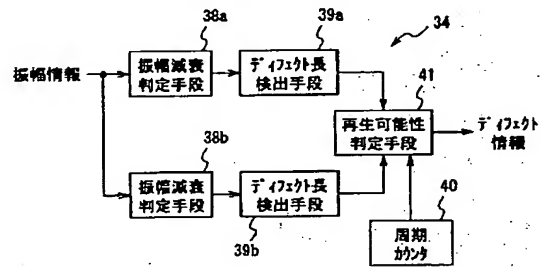 38a
39a
34
振幅情報
振幅減衰
判定手段
ディフェクト長
検出手段
41
再生可能性
判定手段
ディフェクト
情報
38b
振幅減衰
判定手段
ディフェクト長
検出手段
39b
40
周期
カウンタ